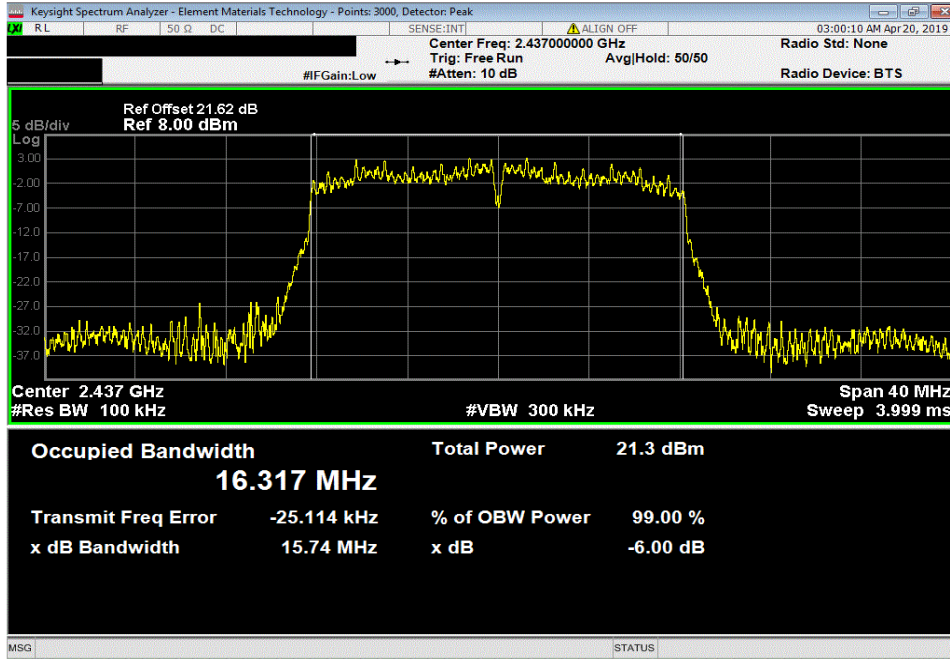 Keysight Spectrum Analyzer - Element Materials Technology - Points: 3000, Detector: Peak
LXI RL RF 50 Ω DC SENSE:INT ALIGN OFF 03:00:10 AM Apr 20, 2019
Center Freq: 2.437000000 GHz Radio Std: None
Trig: Free Run Avg|Hold: 50/50
#IFGain:Low #Atten: 10 dB Radio Device: BTS
Ref Offset 21.62 dB
5 dB/div Ref 8.00 dBm
Log
3.00
-2.00
-7.00
-12.0
-17.0
-22.0
-27.0
-32.0
-37.0
Center 2.437 GHz Span 40 MHz
#Res BW 100 kHz #VBW 300 kHz Sweep 3.999 ms
Occupied Bandwidth Total Power 21.3 dBm
16.317 MHz
Transmit Freq Error -25.114 kHz % of OBW Power 99.00 %
x dB Bandwidth 15.74 MHz x dB -6.00 dB
MSG STATUS